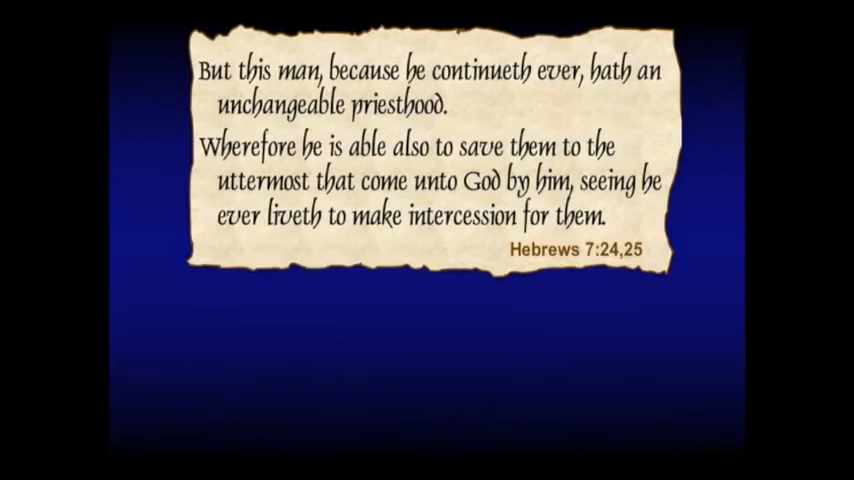 But this man, because he continueth ever, hath an
unchangeable priesthood.
Wherefore he is able also to save them to the
uttermost that come unto God by him, seeing he
ever liveth to make intercession for them.
Hebrews 7:24,25